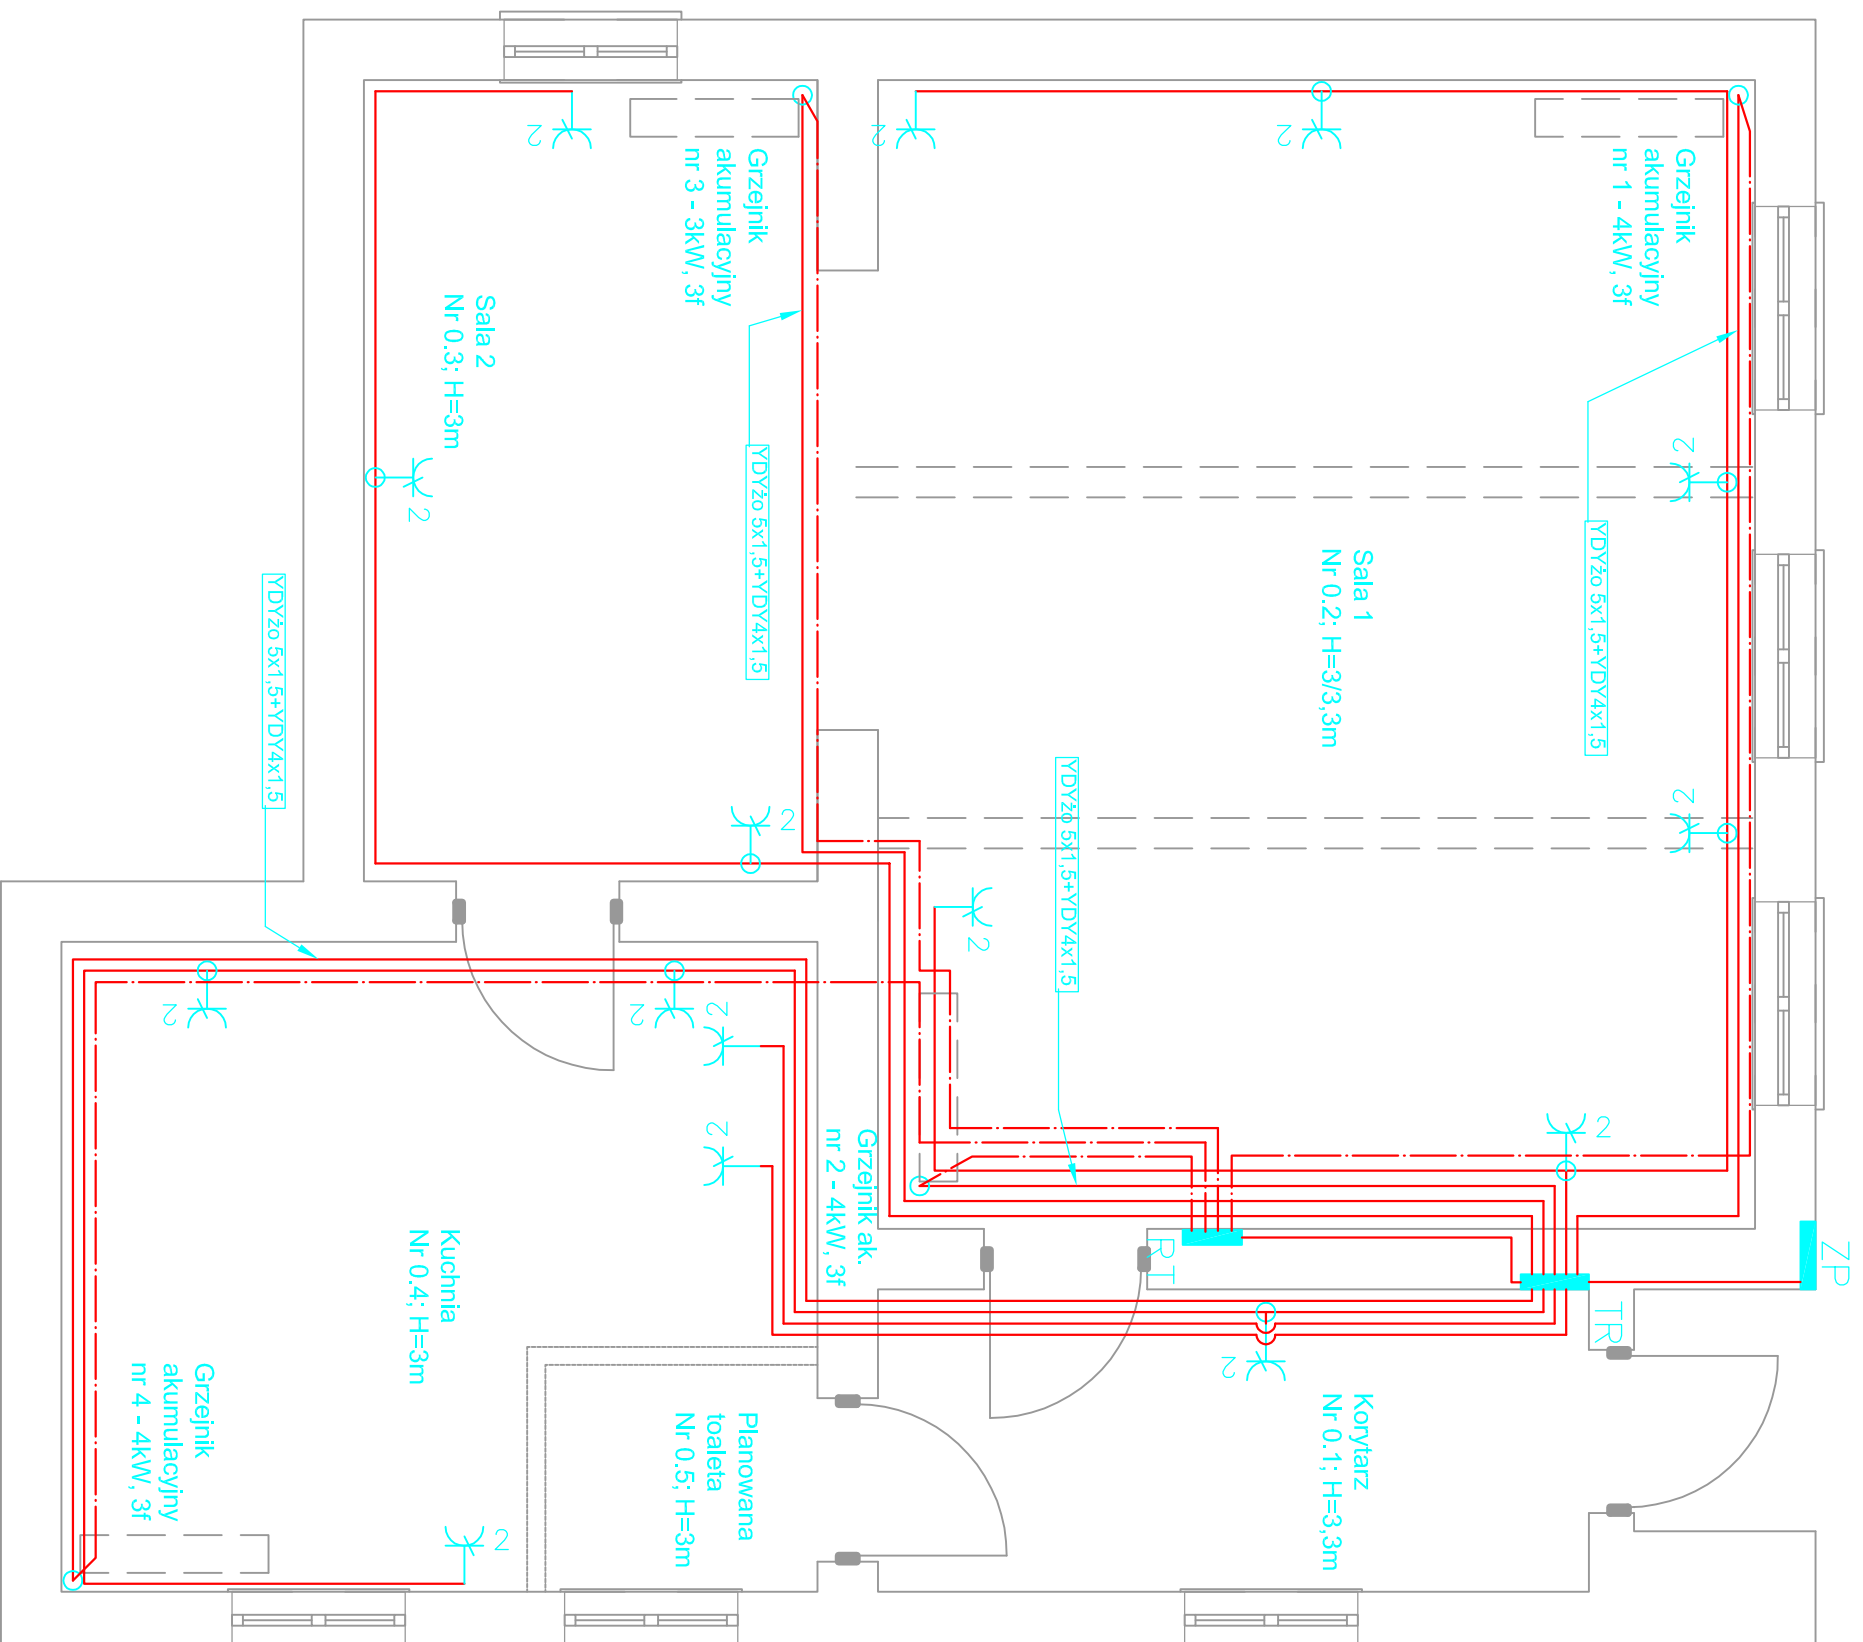 Grzejnik
akumulacyjny
nr 1 - 4kW, 3f
2
2
2
2
2
2
YDYżo 5x1,5+YDY4x1,5
Sala 1
Nr 0.2; H=3/3,3m
YDYżo 5x1,5+YDY4x1,5
Grzejnik ak.
nr 2 - 4kW, 3f
Grzejnik
akumulacyjny
nr 3 - 3kW, 3f
YDYżo 5x1,5+YDY4x1,5
Sala 2
Nr 0.3; H=3m
2
2
2
ZP
TR
RT
Korytarz
Nr 0.1; H=3,3m
2
YDYżo 5x1,5+YDY4x1,5
2
2
2
2
2
Kuchnia
Nr 0.4; H=3m
Planowana
toaleta
Nr 0.5; H=3m
Grzejnik
akumulacyjny
nr 4 - 4kW, 3f